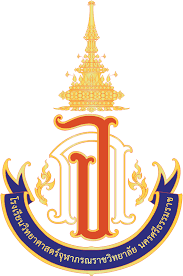 จ
โรงเรียนวิทยาศาสตร์จุฬาภรณราชวิทยาลัย นครศรีธรรมราช